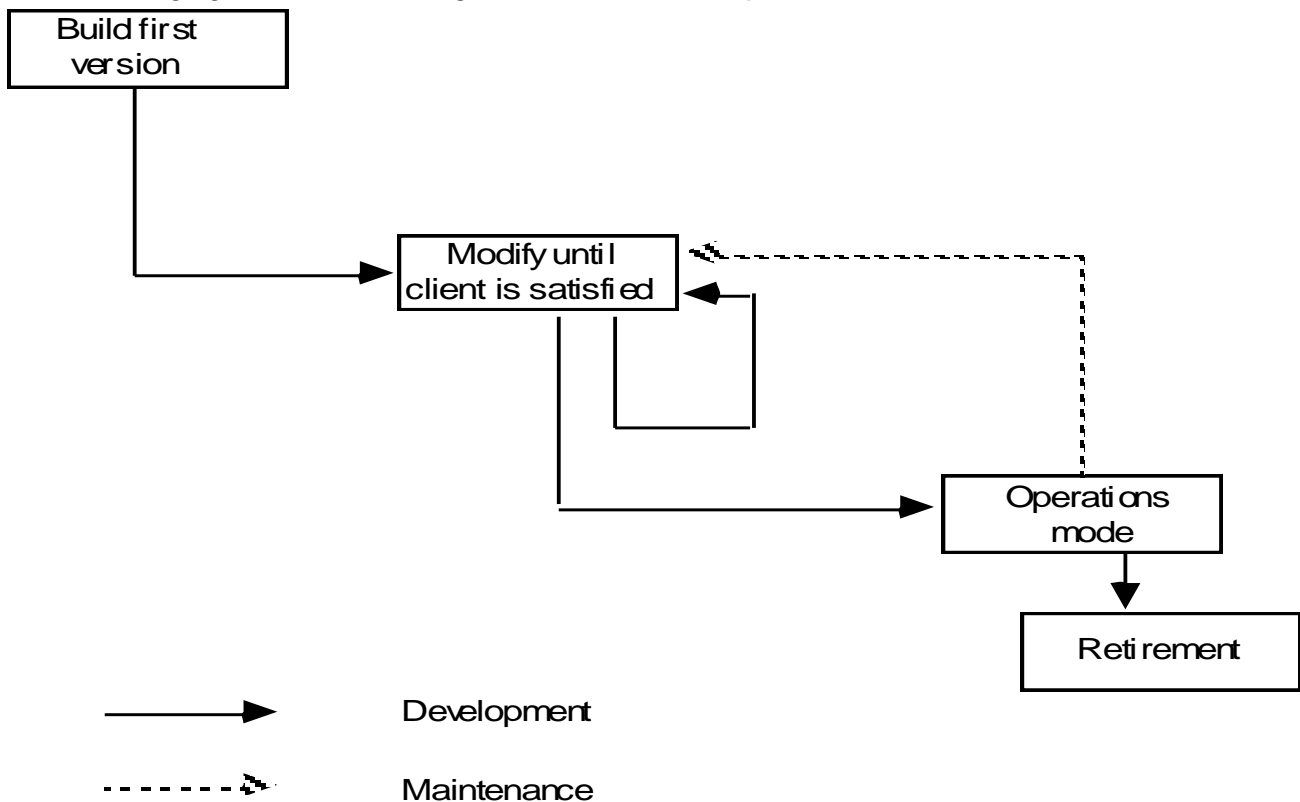 Build first
version
Modify until
client is satisfied
Operations
mode
Retirement
Development
Maintenance